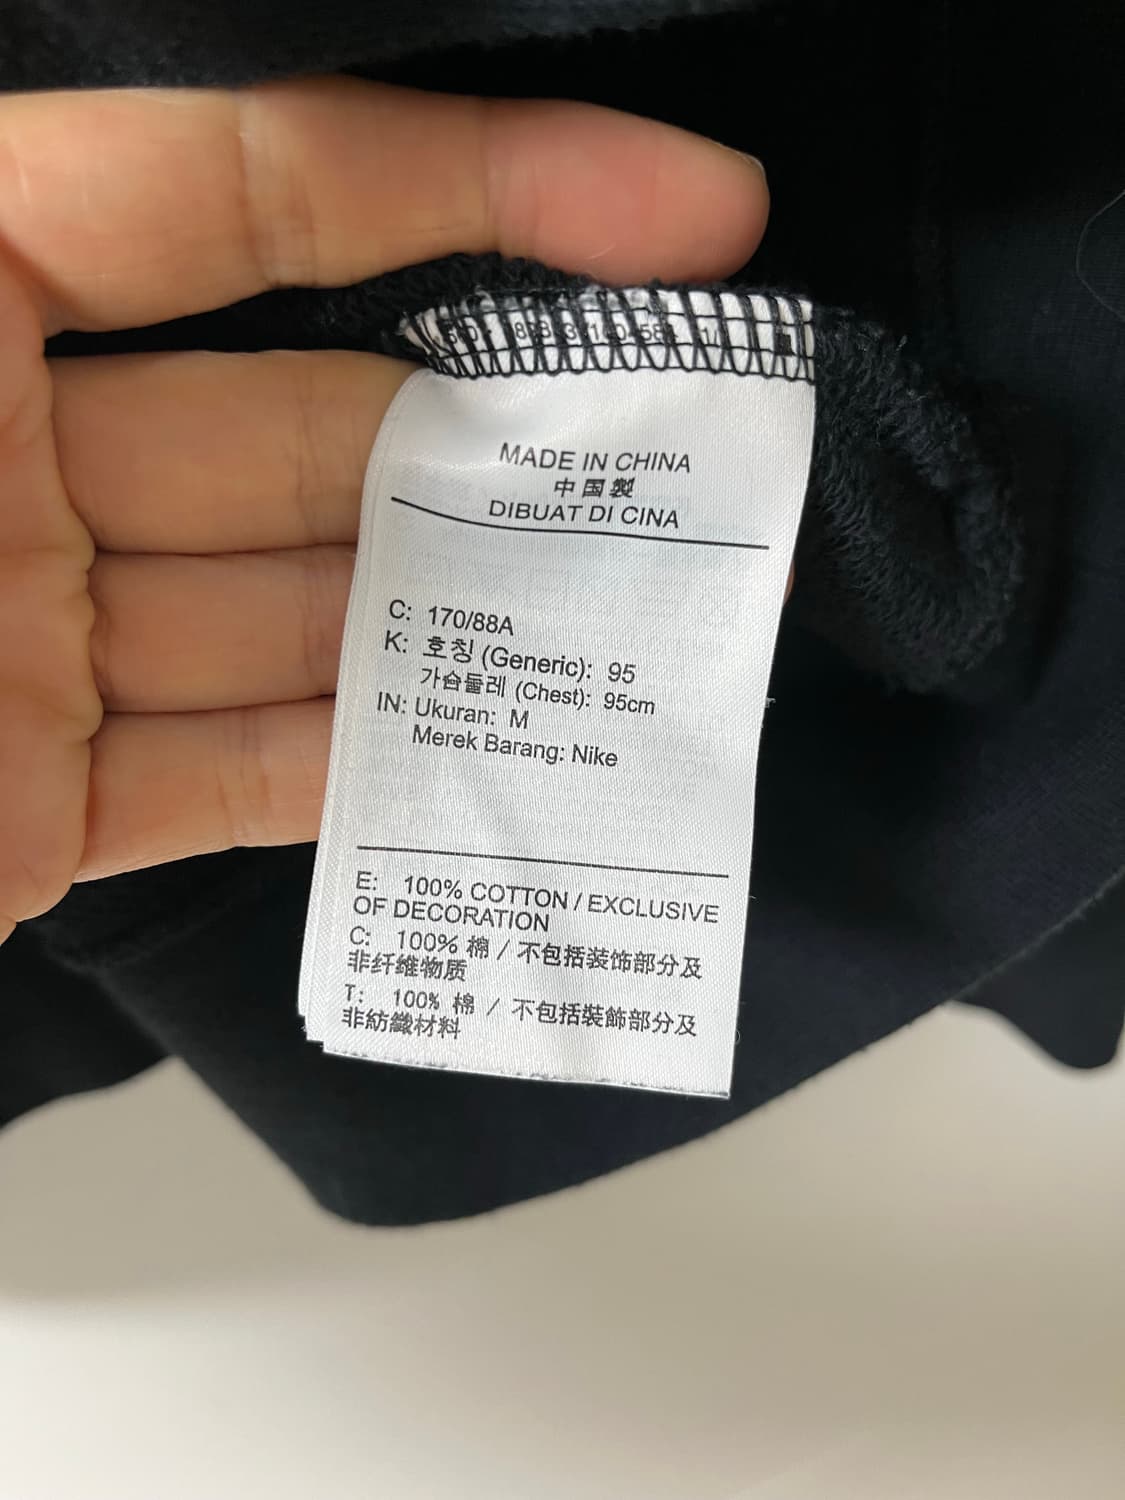 MADE IN CHINA
中国製
DIBUAT DI CINA
C: 170/88A
K: 호칭 (Generic): 95
가슴둘레 (Chest): 95cm
IN: Ukuran: M
Merek Barang: Nike
E: 100% COTTON / EXCLUSIVE
OF DECORATION
C: 100% 棉 / 不包括装饰部分及
非纤维物质
T: 100% 棉 / 不包括裝飾部分及
非紡織材料